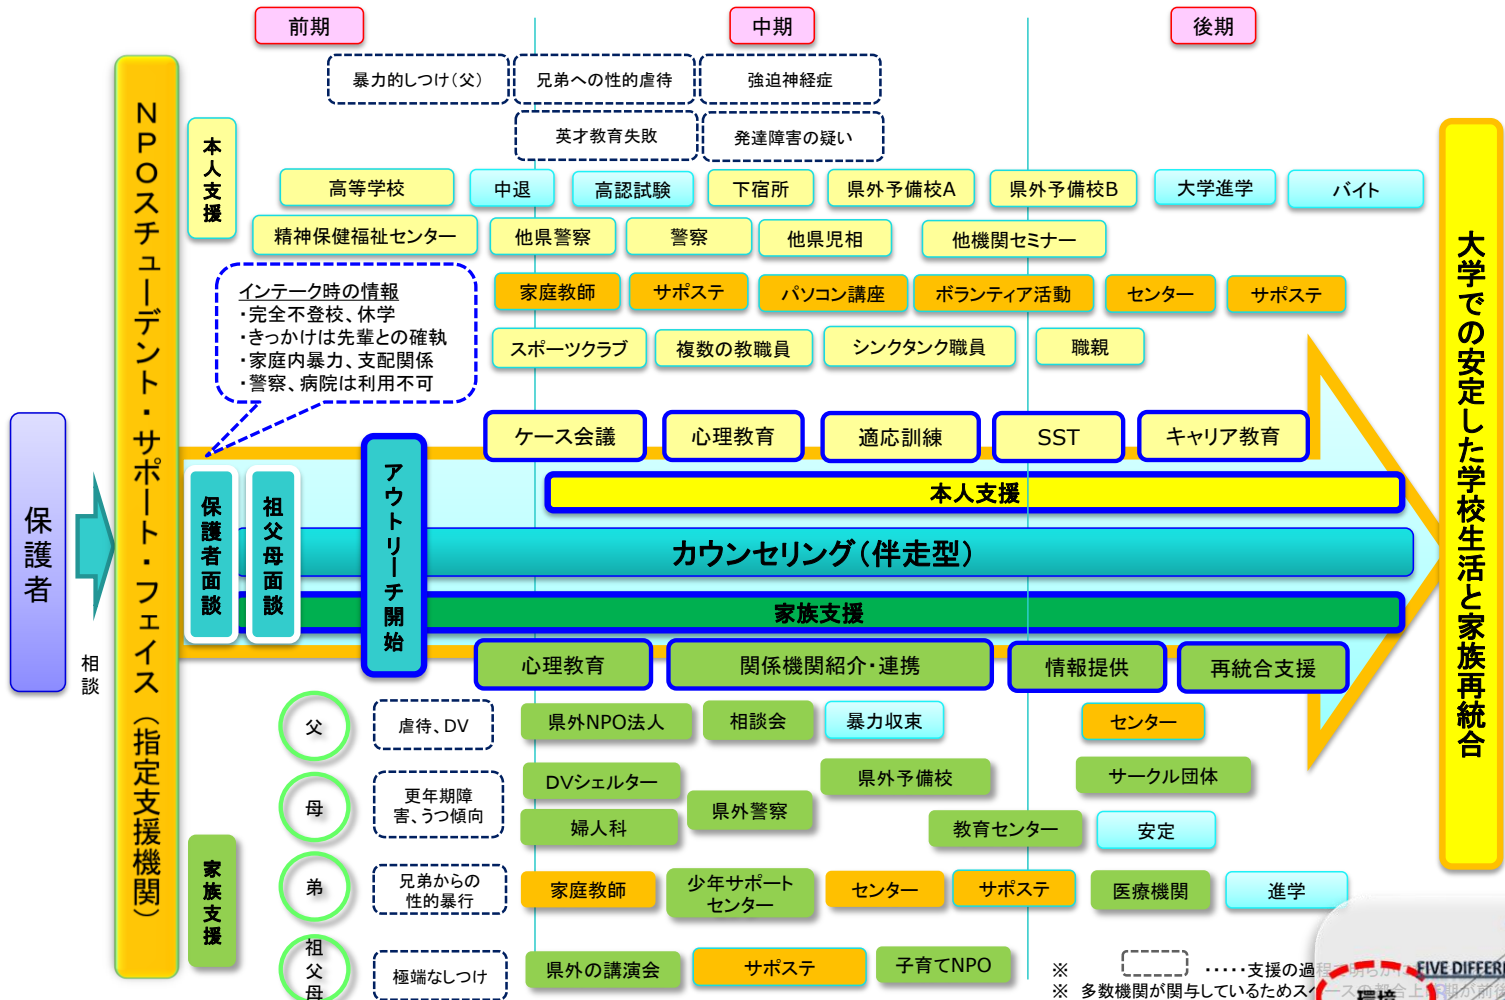 前期
中期
後期
暴力的しつけ(父)
兄弟への性的虐待
強迫神経症
英才教育失敗
発達障害の疑い
NPOスチューデント・サポート・フェイス(指定支援機関)
本人支援
高等学校
中退
高認試験
下宿所
県外予備校A
県外予備校B
大学進学
バイト
精神保健福祉センター
他県警察
警察
他県児相
他機関セミナー
インテーク時の情報
・完全不登校、休学
・きっかけは先輩との確執
・家庭内暴力、支配関係
・警察、病院は利用不可
家庭教師
サポステ
パソコン講座
ボランティア活動
センター
サポステ
スポーツクラブ
複数の教職員
シンクタンク職員
職親
保護者
相談
保護者面談
祖父母面談
アウトリーチ開始
ケース会議
心理教育
適応訓練
SST
キャリア教育
本人支援
カウンセリング(伴走型)
家族支援
心理教育
関係機関紹介・連携
情報提供
再統合支援
大学での安定した学校生活と家族再統合
家族支援
父
虐待、DV
県外NPO法人
相談会
暴力収束
センター
母
更年期障
害、うつ傾向
DVシェルター
婦人科
県外警察
県外予備校
教育センター
サークル団体
安定
弟
兄弟からの
性的暴行
家庭教師
少年サポート
センター
センター
サポステ
医療機関
進学
祖父母
極端なしつけ
県外の講演会
サポステ
子育てNPO
※ ・・・・・支援の過程で明らか
FIVE DIFFERE
※ 多数機関が関与しているためスペースの都合上時期が前後
環境